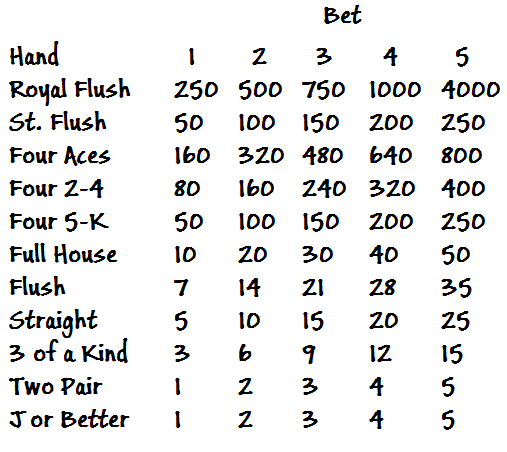 Bet
Hand 1 2 3 4 5
Royal Flush 250 500 750 1000 4000
St. Flush 50 100 150 200 250
Four Aces 160 320 480 640 800
Four 2-4 80 160 240 320 400
Four 5-K 50 100 150 200 250
Full House 10 20 30 40 50
Flush 7 14 21 28 35
Straight 5 10 15 20 25
3 of a Kind 3 6 9 12 15
Two Pair 1 2 3 4 5
J or Better 1 2 3 4 5